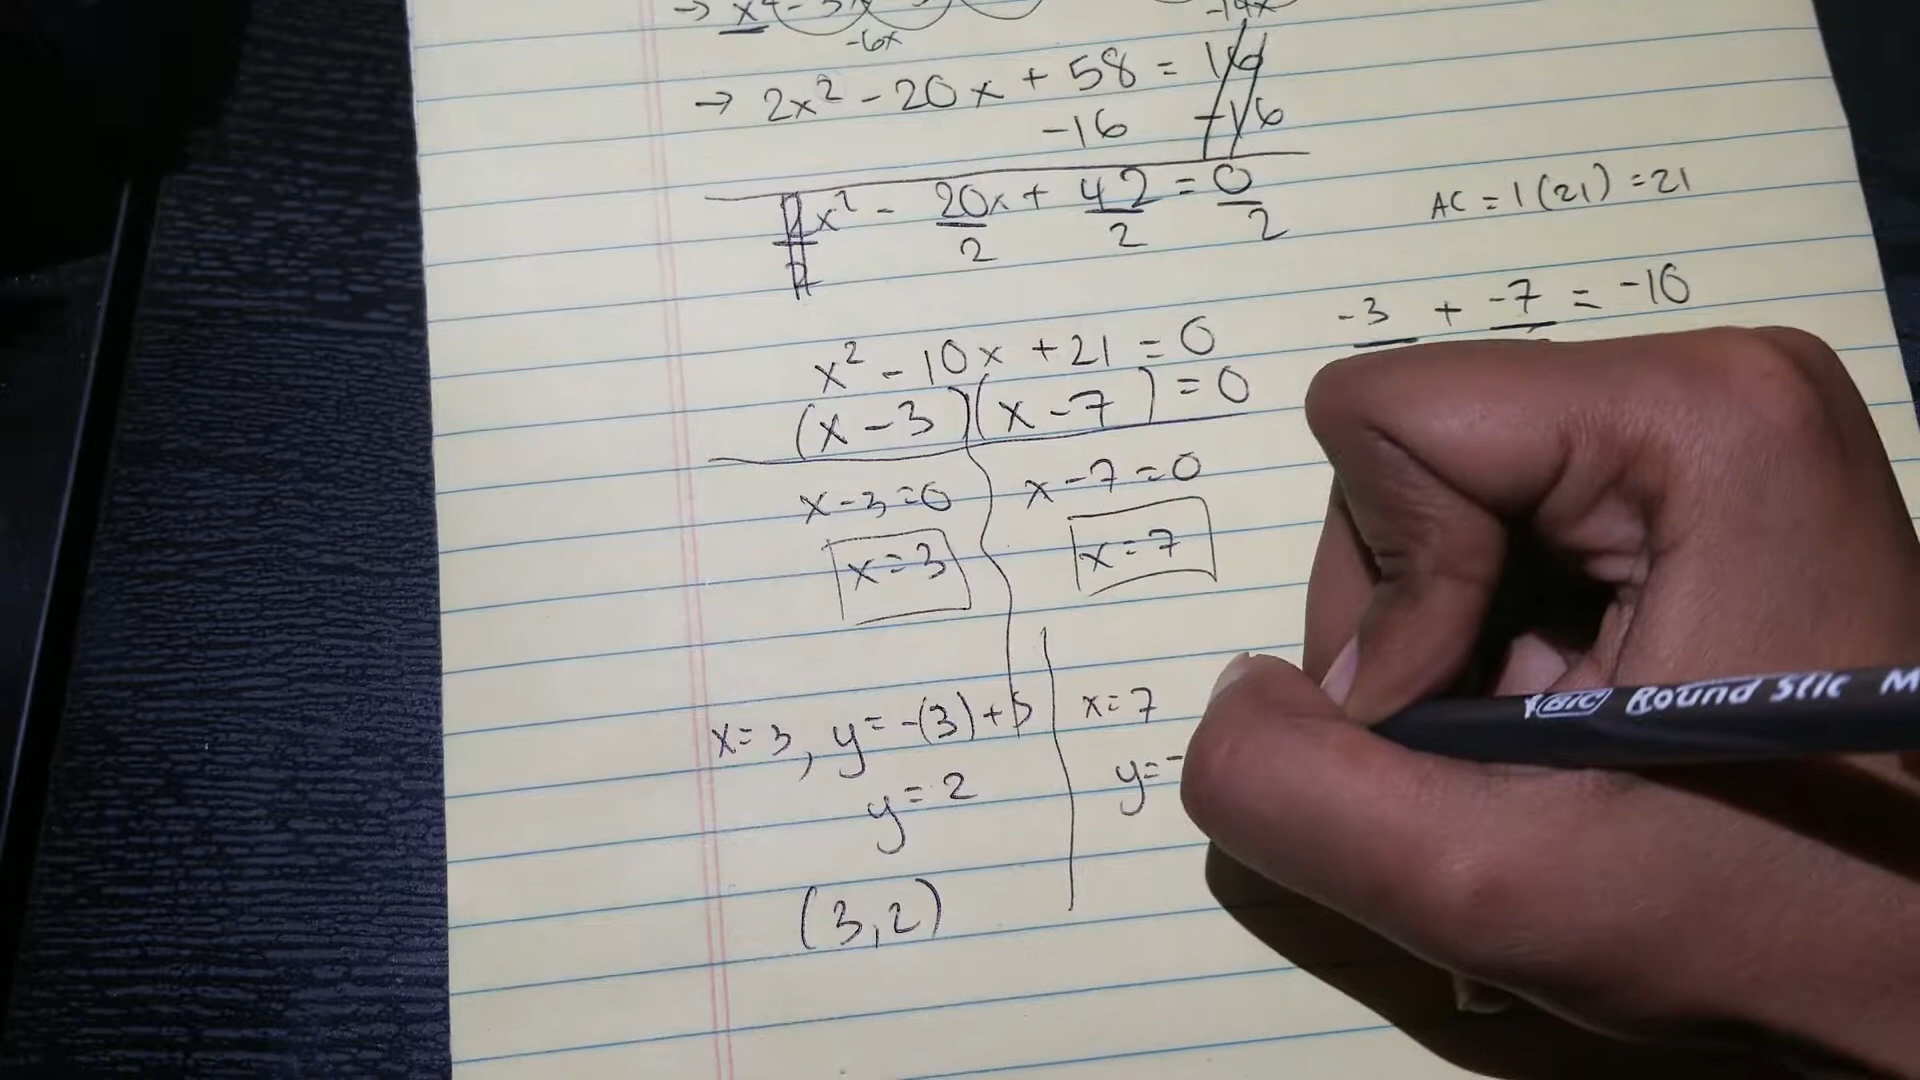 -6x
-14x
→ 2x² - 20x + 58 = 16
-16 -16
2x² - 20x + 42 = 0
2 2 2 2
AC = 1(21) = 21
-3 + -7 = -10
x² - 10x + 21 = 0
(x - 3)(x - 7) = 0
x - 3 = 0
x - 7 = 0
x = 3
x = 7
x = 3, y = -(3) + 5
y = 2
(3, 2)
x = 7
y = -
BIC Round Stic M